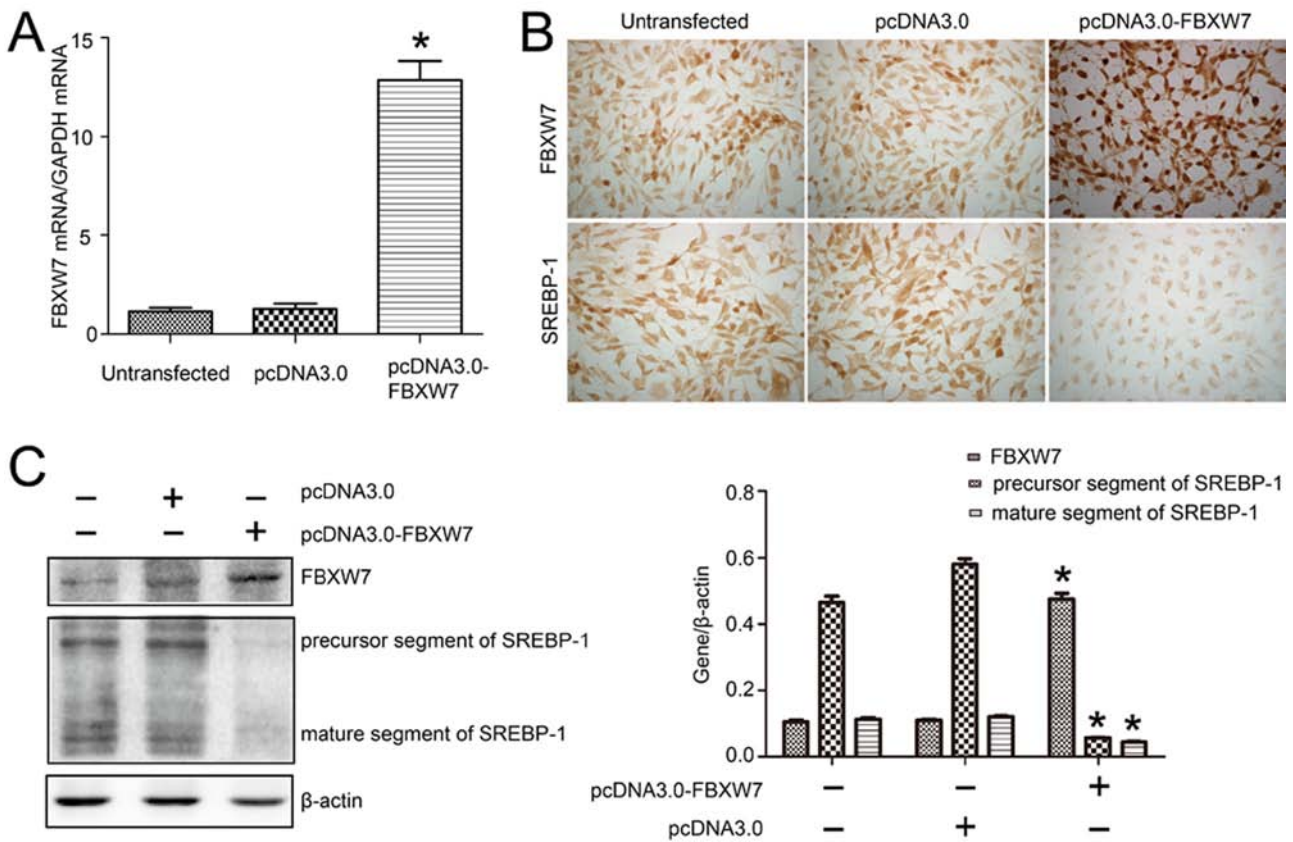 A
FBXW7 mRNA/GAPDH mRNA
15
10
5
0
*
Untransfected
pcDNA3.0
pcDNA3.0-
FBXW7
B
Untransfected
pcDNA3.0
pcDNA3.0-FBXW7
FBXW7
SREBP-1
C
− + − pcDNA3.0
− − + pcDNA3.0-FBXW7
FBXW7
precursor segment of SREBP-1
mature segment of SREBP-1
β-actin
FBXW7
precursor segment of SREBP-1
mature segment of SREBP-1
Gene/β-actin
0.8
0.6
0.4
0.2
0.0
*
* *
pcDNA3.0-FBXW7 − − +
pcDNA3.0 − + −